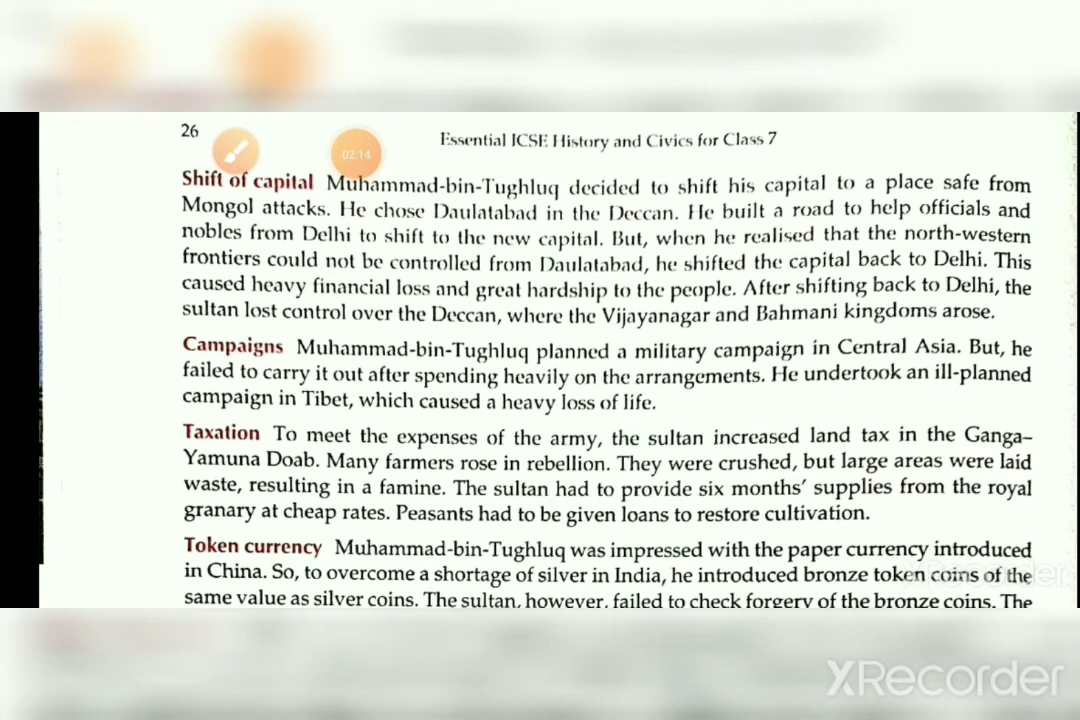 26
Essential ICSE History and Civics for Class 7
02:14
Shift of capital Muhammad-bin-Tughluq decided to shift his capital to a place safe from
Mongol attacks. He chose Daulatabad in the Deccan. He built a road to help officials and
nobles from Delhi to shift to the new capital. But, when he realised that the north-western
frontiers could not be controlled from Daulatabad, he shifted the capital back to Delhi. This
caused heavy financial loss and great hardship to the people. After shifting back to Delhi, the
sultan lost control over the Deccan, where the Vijayanagar and Bahmani kingdoms arose.
Campaigns Muhammad-bin-Tughluq planned a military campaign in Central Asia. But, he
failed to carry it out after spending heavily on the arrangements. He undertook an ill-planned
campaign in Tibet, which caused a heavy loss of life.
Taxation To meet the expenses of the army, the sultan increased land tax in the Ganga–
Yamuna Doab. Many farmers rose in rebellion. They were crushed, but large areas were laid
waste, resulting in a famine. The sultan had to provide six months' supplies from the royal
granary at cheap rates. Peasants had to be given loans to restore cultivation.
Token currency Muhammad-bin-Tughluq was impressed with the paper currency introduced
in China. So, to overcome a shortage of silver in India, he introduced bronze token coins of the
same value as silver coins. The sultan, however, failed to check forgery of the bronze coins. The
XRecorder
XRecorder